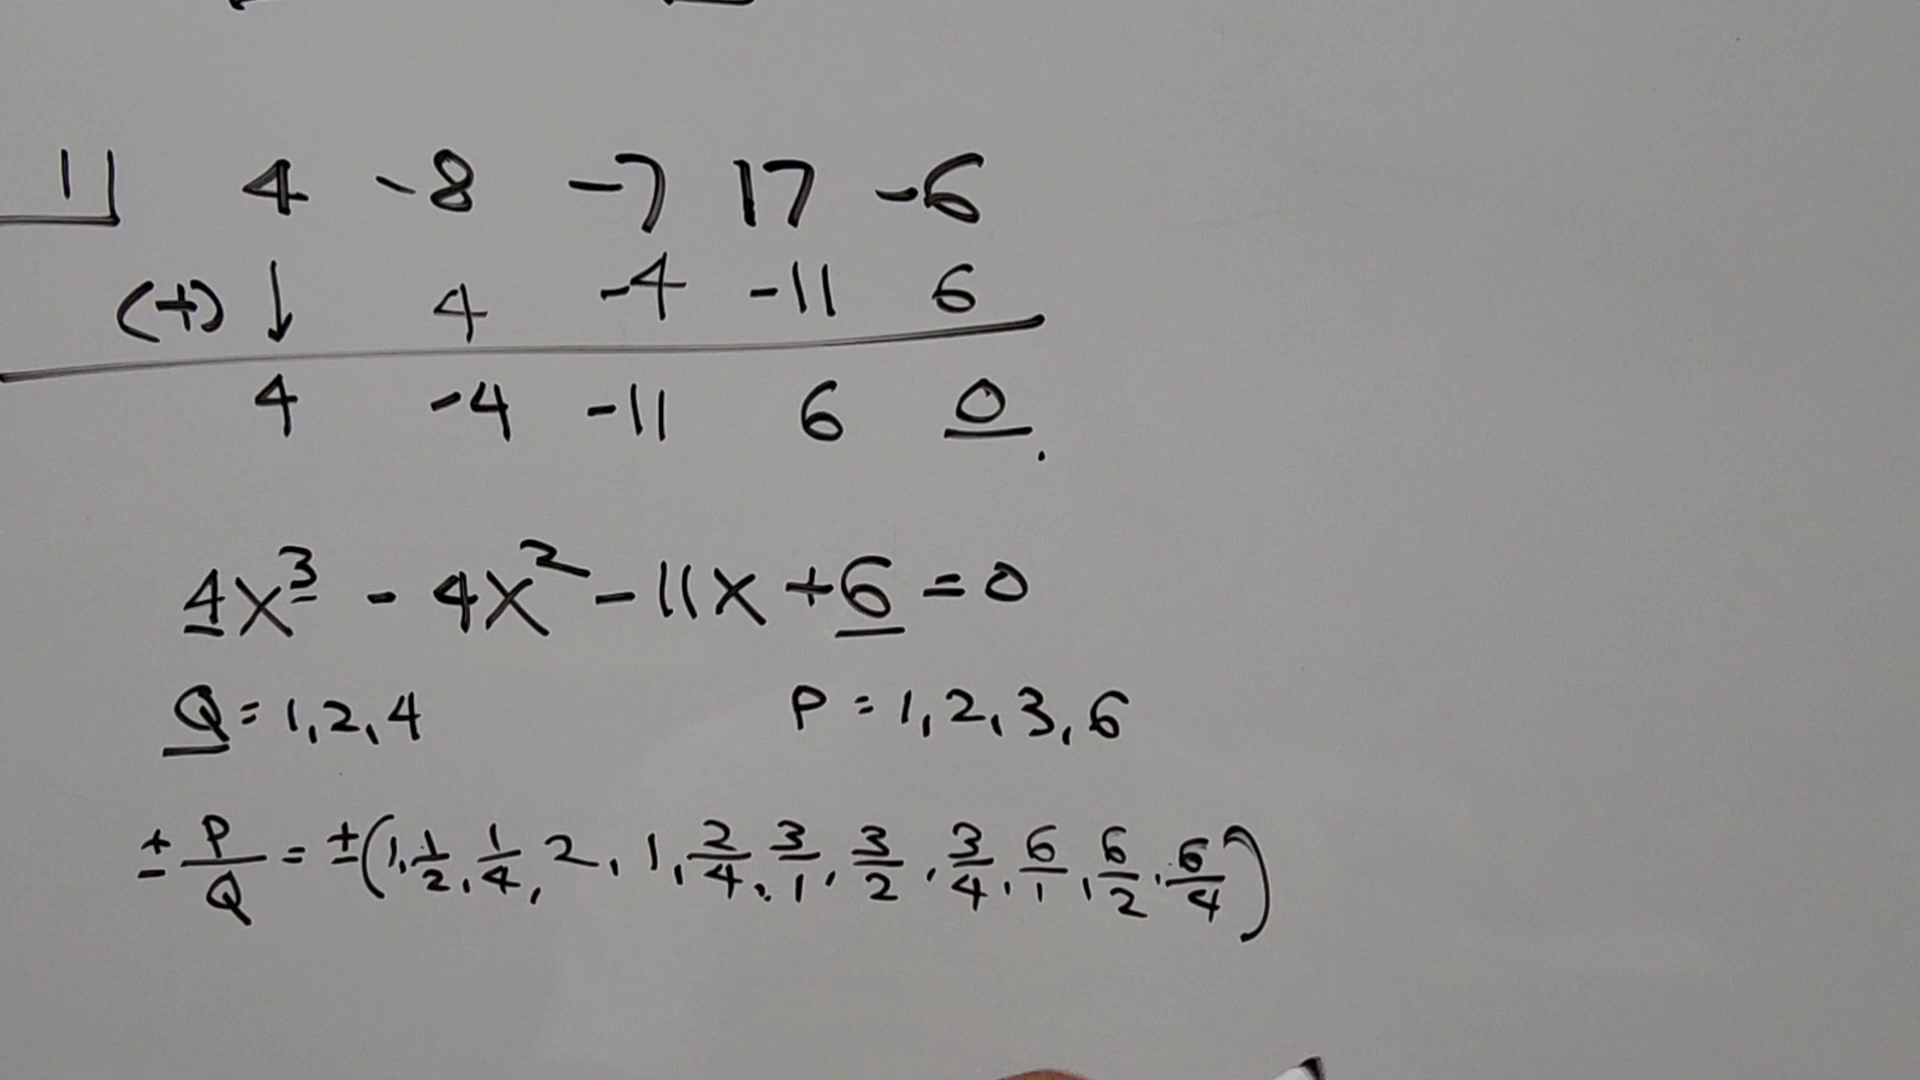 1| 4 -8 -7 17 -6
(+) ↓ 4 -4 -11 6
4 -4 -11 6 0.
4x³ - 4x² - 11x + 6 = 0
Q = 1, 2, 4 P = 1, 2, 3, 6
± P/Q = ± (1, 1/2, 1/4, 2, 1, 2/4, 3/1, 3/2, 3/4, 6/1, 6/2, 6/4)